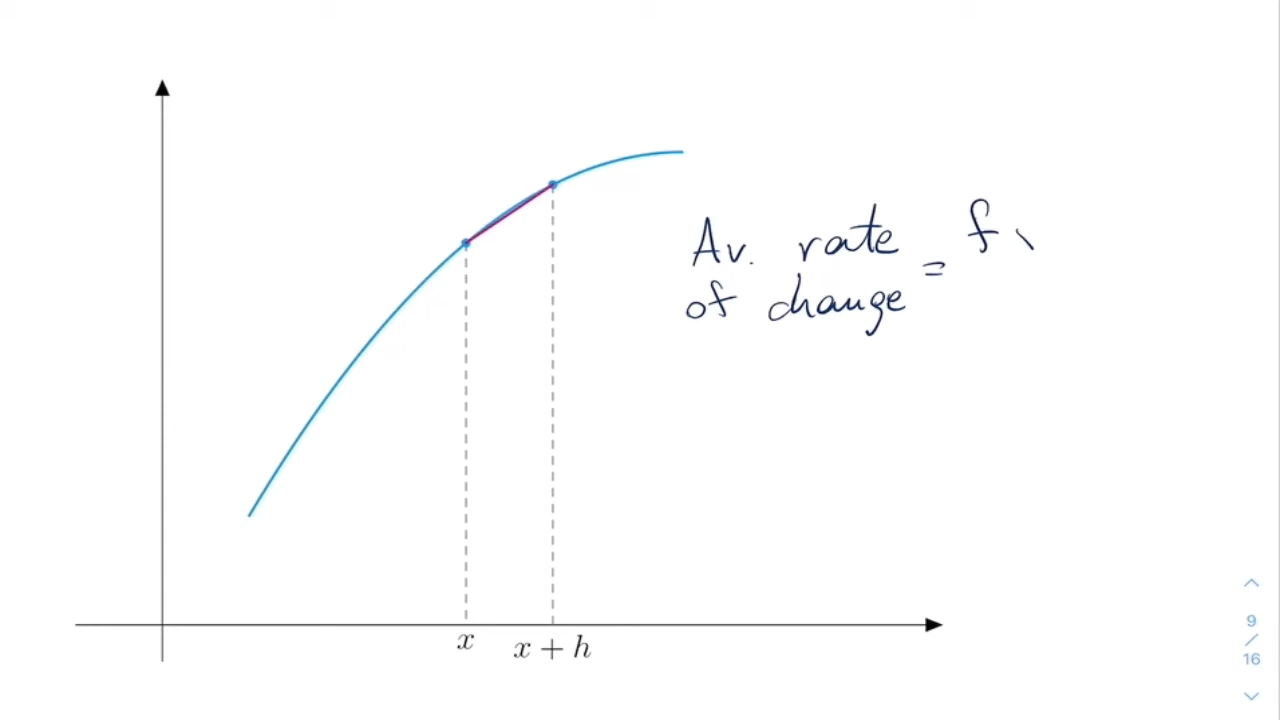 Av. rate
of change = f
x
x + h
9
/
16